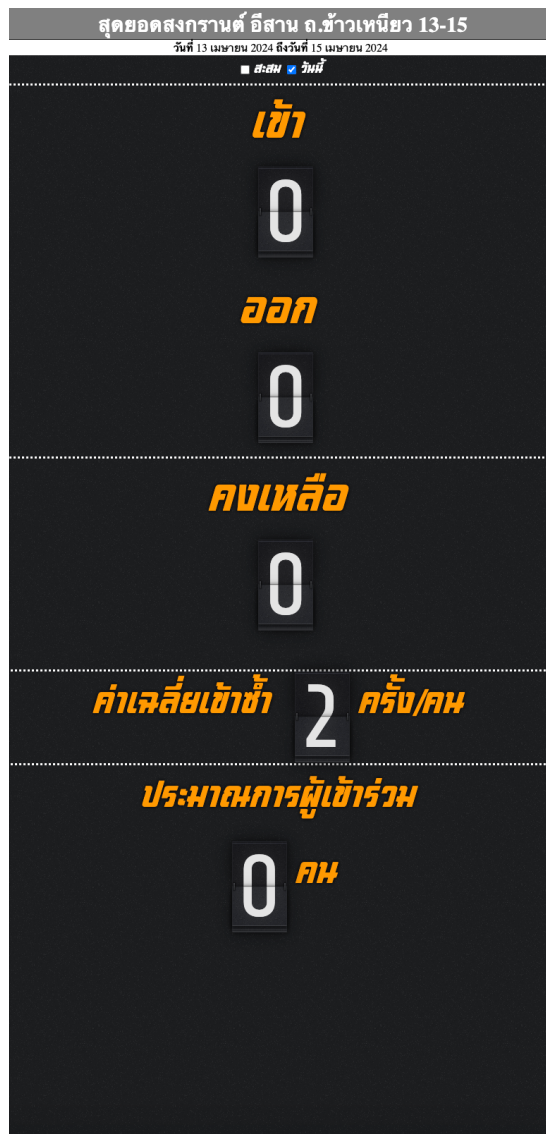 สุดยอดสงกรานต์ อีสาน ถ.ข้าวเหนียว 13-15
วันที่ 13 เมษายน 2024 ถึงวันที่ 15 เมษายน 2024
สะสม วันนี้
เข้า
0
ออก
0
คงเหลือ
0
ค่าเฉลี่ยเข้าซ้ำ 2 ครั้ง/คน
ประมาณการผู้เข้าร่วม
0 คน